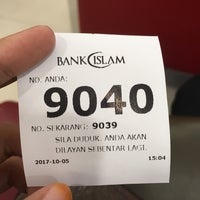 BANK ISLAM
NO. ANDA:
9040
NO. SEKARANG: 9039
SILA DUDUK. ANDA AKAN
DILAYAN SEBENTAR LAGI.
2017-10-05 15:04